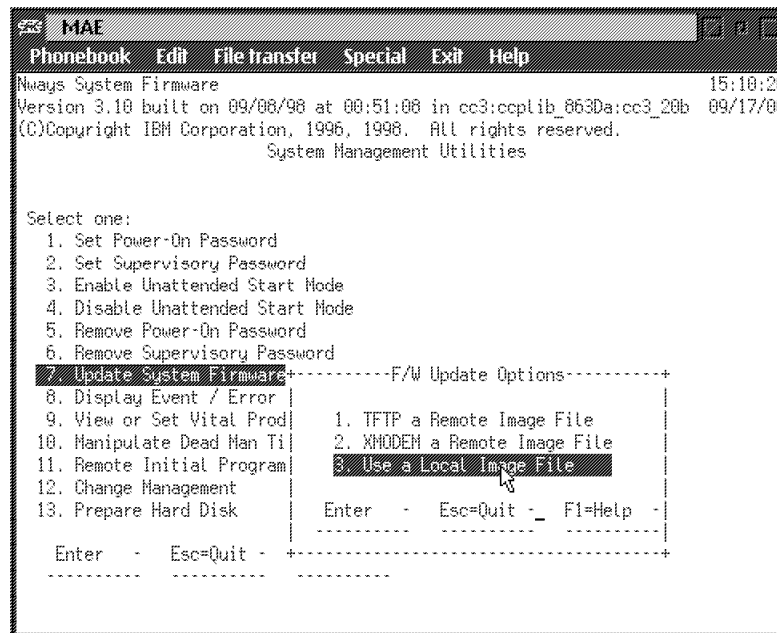 MAE
Phonebook Edit File transfer Special Exit Help
Nways System Firmware 15:10:2
Version 3.10 built on 09/08/98 at 00:51:08 in cc3:ccplib_863Da:cc3_20b 09/17/0
(C)Copyright IBM Corporation, 1996, 1998. All rights reserved.
System Management Utilities
Select one:
1. Set Power-On Password
2. Set Supervisory Password
3. Enable Unattended Start Mode
4. Disable Unattended Start Mode
5. Remove Power-On Password
6. Remove Supervisory Password
7. Update System Firmware+----------F/W Update Options----------+
8. Display Event / Error | |
9. View or Set Vital Prod| 1. TFTP a Remote Image File |
10. Manipulate Dead Man Ti| 2. XMODEM a Remote Image File |
11. Remote Initial Program| 3. Use a Local Image File |
12. Change Management | |
13. Prepare Hard Disk | Enter - Esc=Quit -_ F1=Help -|
| ---------- ---------- ----------|
Enter - Esc=Quit - +--------------------------------------+
---------- ---------- ----------